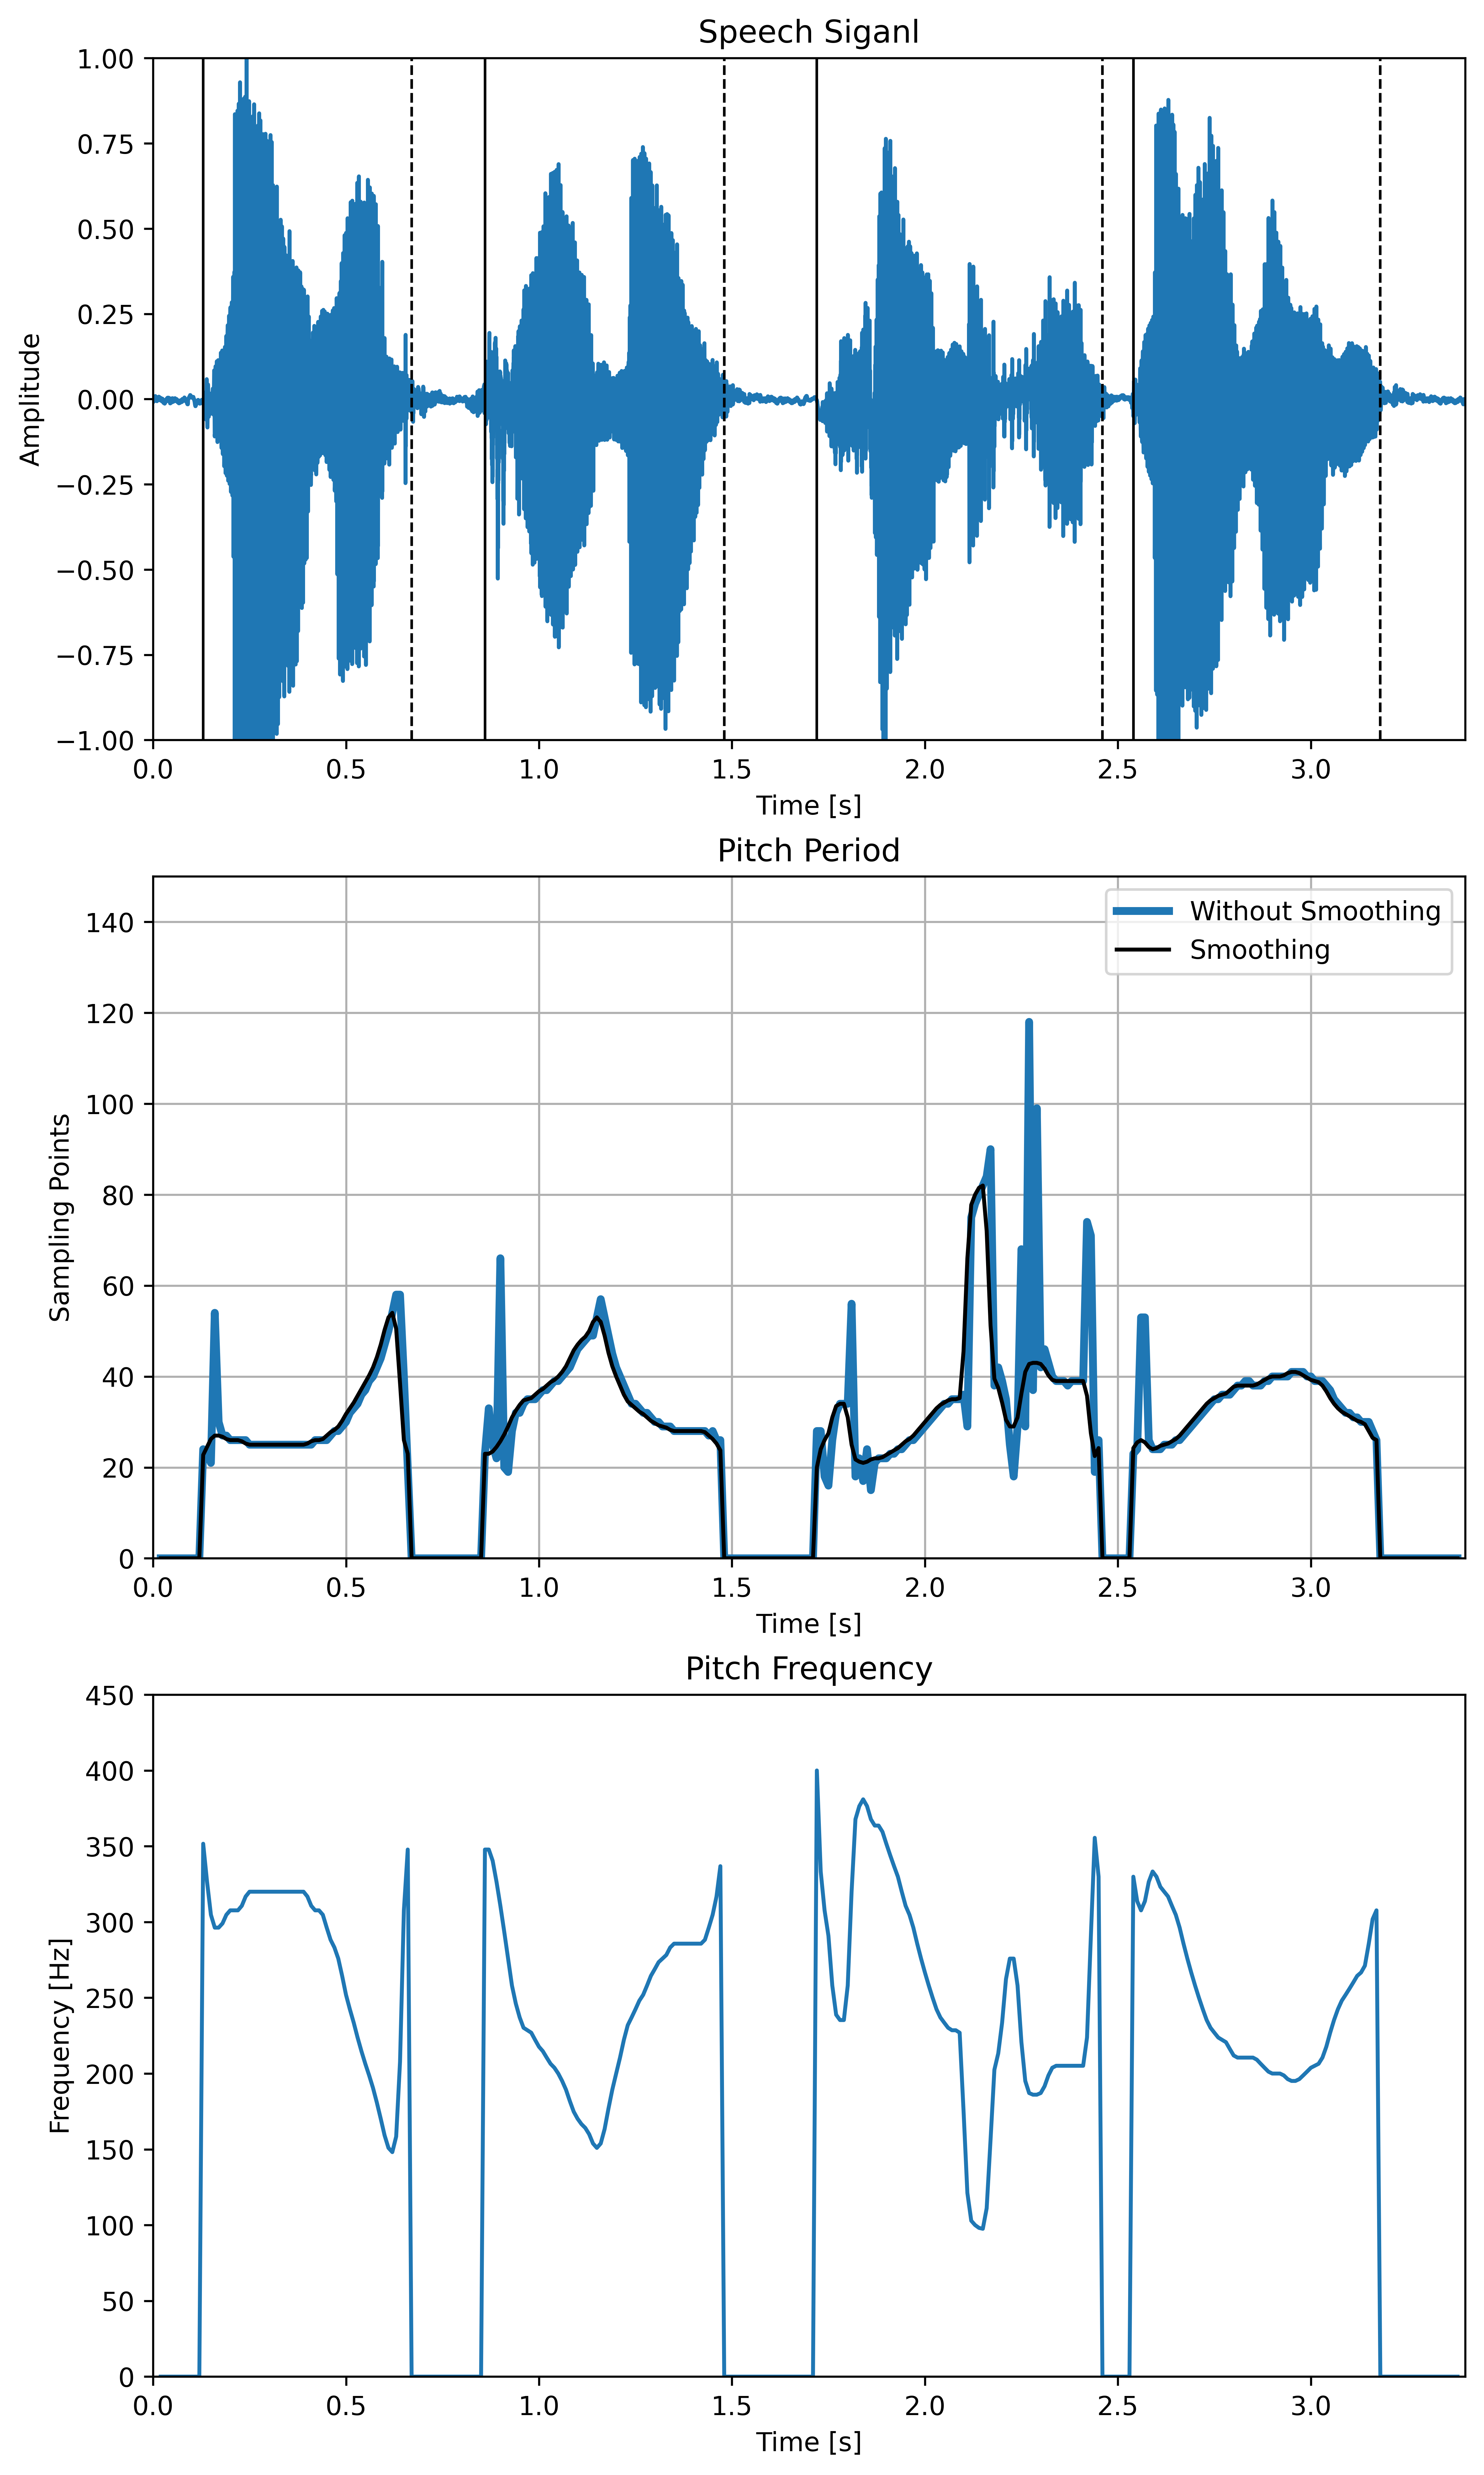 Speech Siganl
1.00
0.75
0.50
0.25
0.00
−0.25
−0.50
−0.75
−1.00
Amplitude
0.0 0.5 1.0 1.5 2.0 2.5 3.0
Time [s]
Pitch Period
140
120
100
80
60
40
20
0
Sampling Points
Without Smoothing
Smoothing
0.0 0.5 1.0 1.5 2.0 2.5 3.0
Time [s]
Pitch Frequency
450
400
350
300
250
200
150
100
50
0
Frequency [Hz]
0.0 0.5 1.0 1.5 2.0 2.5 3.0
Time [s]